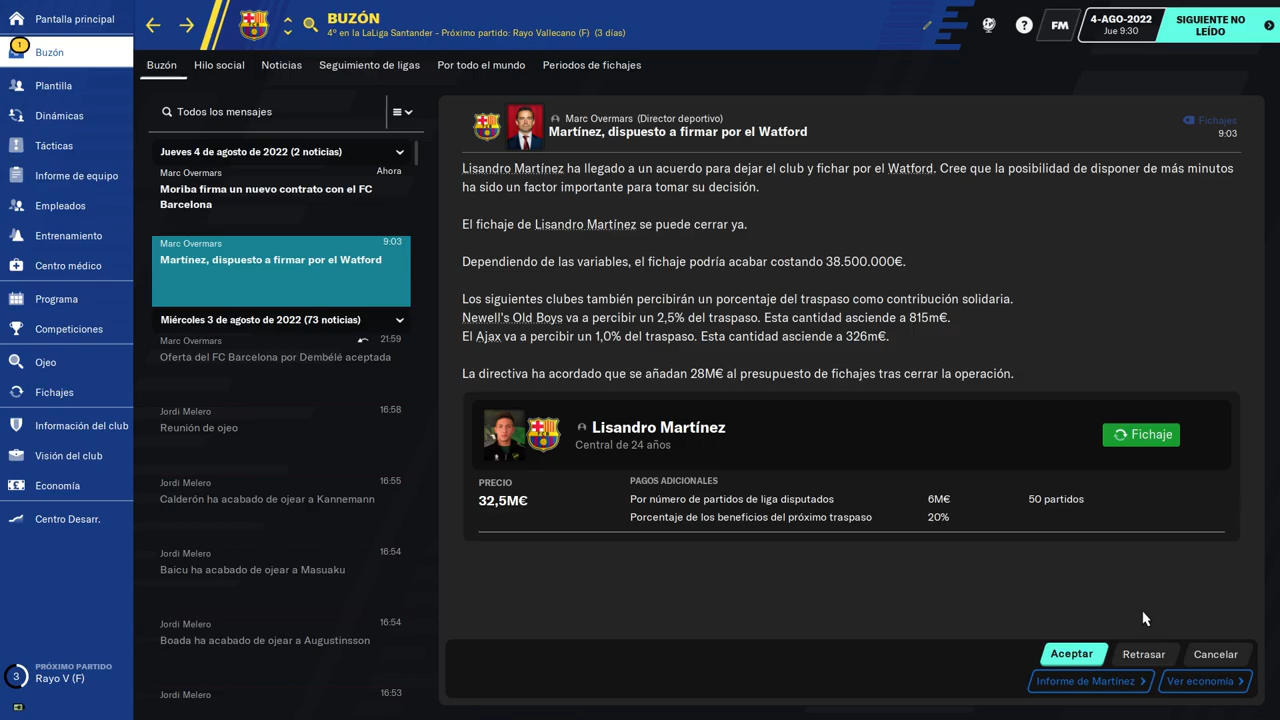 Pantalla principal
1
Buzón
Plantilla
Dinámicas
Tácticas
Informe de equipo
Empleados
Entrenamiento
Centro médico
Programa
Competiciones
Ojeo
Fichajes
Información del club
Visión del club
Economía
Centro Desarr.
3
PRÓXIMO PARTIDO
Rayo V (F)
BUZÓN
4º en la LaLiga Santander - Próximo partido: Rayo Vallecano (F) (3 días)
?
FM
4-AGO-2022
Jue 9:30
SIGUIENTE NO
LEÍDO
Buzón
Hilo social
Noticias
Seguimiento de ligas
Por todo el mundo
Periodos de fichajes
Todos los mensajes
Jueves 4 de agosto de 2022 (2 noticias)
Marc Overmars
Ahora
Moriba firma un nuevo contrato con el FC
Barcelona
Marc Overmars
9:03
Martínez, dispuesto a firmar por el Watford
Miércoles 3 de agosto de 2022 (73 noticias)
Marc Overmars
21:59
Oferta del FC Barcelona por Dembélé aceptada
Jordi Melero
16:58
Reunión de ojeo
Jordi Melero
16:55
Calderón ha acabado de ojear a Kannemann
Jordi Melero
16:54
Baicu ha acabado de ojear a Masuaku
Jordi Melero
16:54
Boada ha acabado de ojear a Augustinsson
Jordi Melero
16:53
Marc Overmars (Director deportivo)
Martínez, dispuesto a firmar por el Watford
Fichajes
9:03
Lisandro Martínez ha llegado a un acuerdo para dejar el club y fichar por el Watford. Cree que la posibilidad de disponer de más minutos
ha sido un factor importante para tomar su decisión.
El fichaje de Lisandro Martínez se puede cerrar ya.
Dependiendo de las variables, el fichaje podría acabar costando 38.500.000€.
Los siguientes clubes también percibirán un porcentaje del traspaso como contribución solidaria.
Newell's Old Boys va a percibir un 2,5% del traspaso. Esta cantidad asciende a 815m€.
El Ajax va a percibir un 1,0% del traspaso. Esta cantidad asciende a 326m€.
La directiva ha acordado que se añadan 28M€ al presupuesto de fichajes tras cerrar la operación.
Lisandro Martínez
Central de 24 años
Fichaje
PRECIO
32,5M€
PAGOS ADICIONALES
Por número de partidos de liga disputados
6M€
50 partidos
Porcentaje de los beneficios del próximo traspaso
20%
Aceptar
Retrasar
Cancelar
Informe de Martínez
Ver economía